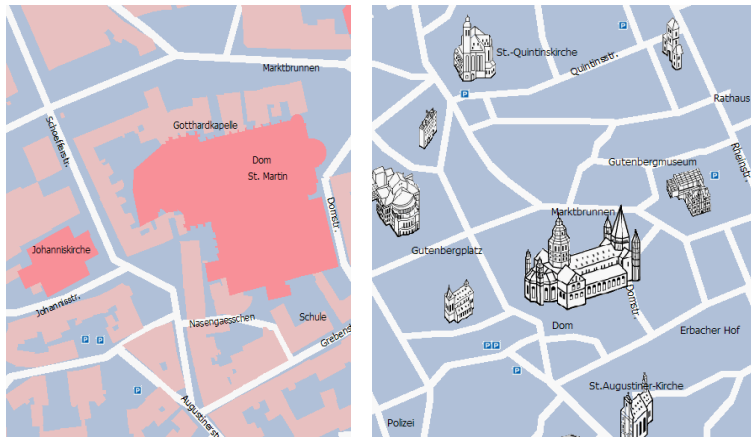 Marktbrunnen
Schoefferstr.
Gotthardkapelle
Dom
St. Martin
Domstr.
Johanniskirche
Johannisstr.
Nasengaesschen
Schule
Grebens
Augustinerstr
P
P
P
St.-Quintinskirche
P
Quintinsstr.
P
Rathaus
Rheinstr.
Gutenbergmuseum
P
Marktbrunnen
Gutenbergplatz
Domstr.
Dom
Erbacher Hof
P
P
P
St.Augustiner-Kirche
Polizei